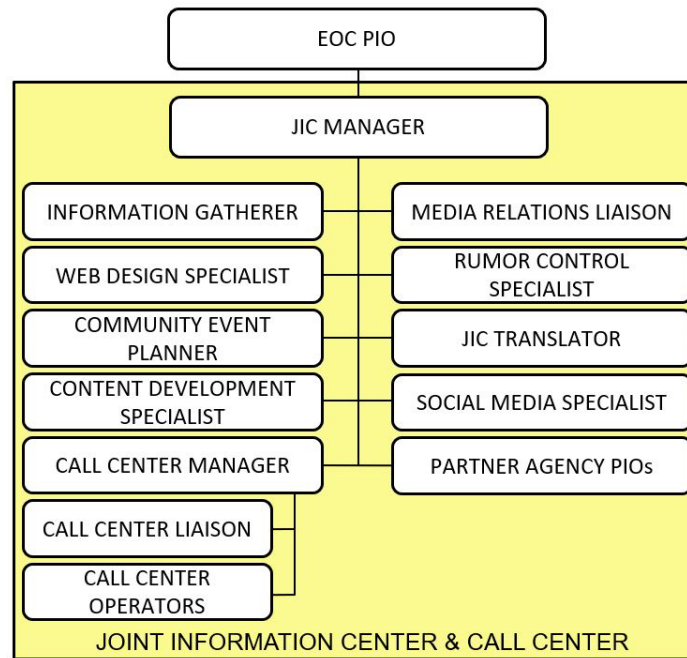 EOC PIO
JIC MANAGER
INFORMATION GATHERER
MEDIA RELATIONS LIAISON
WEB DESIGN SPECIALIST
RUMOR CONTROL
SPECIALIST
COMMUNITY EVENT
PLANNER
JIC TRANSLATOR
CONTENT DEVELOPMENT
SPECIALIST
SOCIAL MEDIA SPECIALIST
CALL CENTER MANAGER
PARTNER AGENCY PIOs
CALL CENTER LIAISON
CALL CENTER
OPERATORS
JOINT INFORMATION CENTER & CALL CENTER